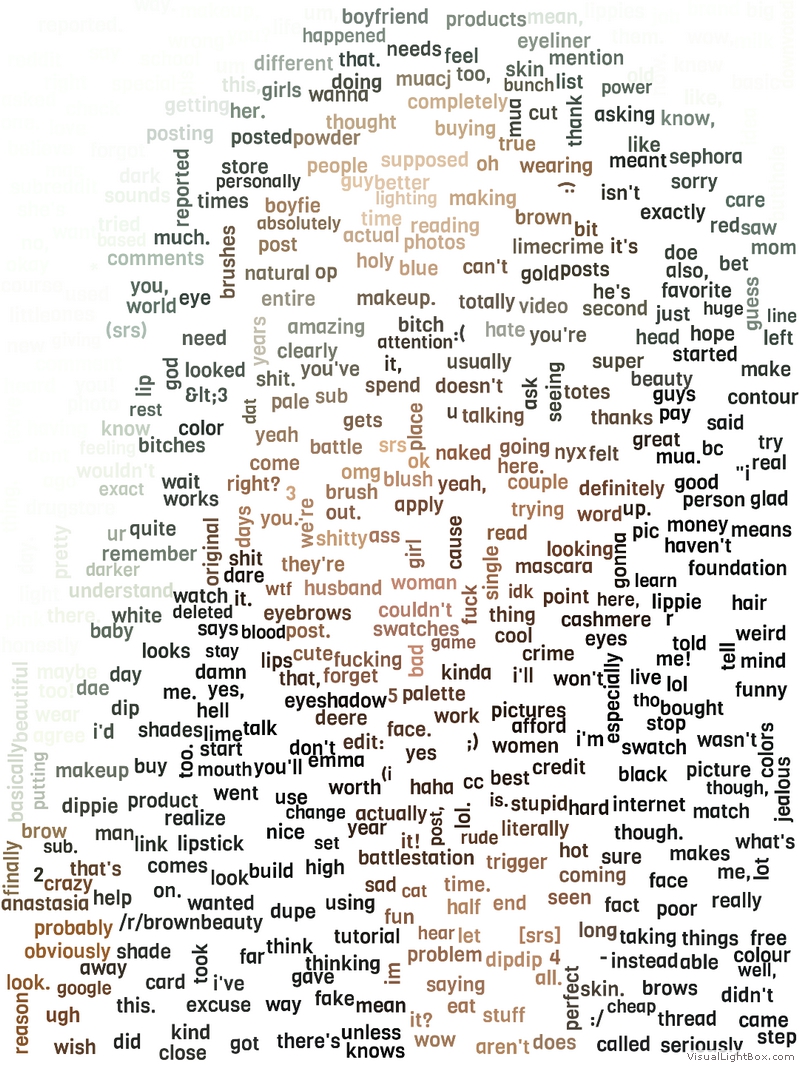 boyfriend products mean,
happened needs feel eyeliner
different that. mention
this, girls doing muacj too, skin list old
wanna bunch power
getting her. completely mua cut thank asking know,
thought
posting posted powder buying true like
reported store people supposed oh wearing meant sephora
dark personally guy better :) sorry
sounds times boyfie lighting making isn't care
tried absolutely time reading brown exactly red saw
based much. brushes post actual photos bit
comments limecrime it's doe mom
natural op holy blue can't gold posts also, bet
you, eye entire makeup. totally video he's favorite guess
world second just huge line
(srs) need years amazing bitch hate you're head hope left
clearly attention :(
god looked shit. you've it, usually super started make
lip &lt;3 spend doesn't ask seeing totes beauty guys contour
rest dat pale sub place u talking thanks pay said
know color gets
bitches yeah battle srs naked going nyx felt great mua. bc try
feeling come ok here. "i real
wouldn't wait right? omg blush yeah, couple definitely good
exact works 3 brush apply person glad
days you. we're out. trying word up. money
ur quite original shitty ass girl cause read pic means
pretty remember shit they're looking gonna haven't
darker dare single mascara foundation
understand watch it. wtf husband woman fuck idk point here, learn lippie hair
there. white deleted eyebrows couldn't thing cashmere r
baby says blood post. swatches cool eyes told weird
looks stay lips cute fucking game crime me! tell mind
maybe day damn that, forget bad kinda i'll won't live lol
too! dae me. yes, especially funny
beautiful dip hell eyeshadow 5 palette tho bought
wear shades deere work pictures afford stop
agree. i'd lime talk face. i'm swatch wasn't
basically too. start don't edit: yes ;) women colors
putting makeup buy mouth you'll emma (i credit black picture
dippie product went use worth haha cc best though, jealous
realize change actually post, lol. is. stupid hard internet match
brow man link lipstick nice set year it! rude literally though. what's
finally sub. battlestation trigger hot sure makes
2 that's comes look build high coming face me, lot
crazy
anastasia help on. wanted using sad cat time. seen fact poor really
dupe fun half end
probably /r/brownbeauty tutorial hear let [srs] long taking things free
obviously shade far think problem dip dip 4 - instead able colour
away took thinking well,
look. google card i've gave im saying all. skin. brows didn't
reason this. excuse way fake mean eat perfect cheap
ugh it? stuff :/ thread came
wish did kind got there's unless wow aren't does called seriously step
close knows
VisualLightBox.com